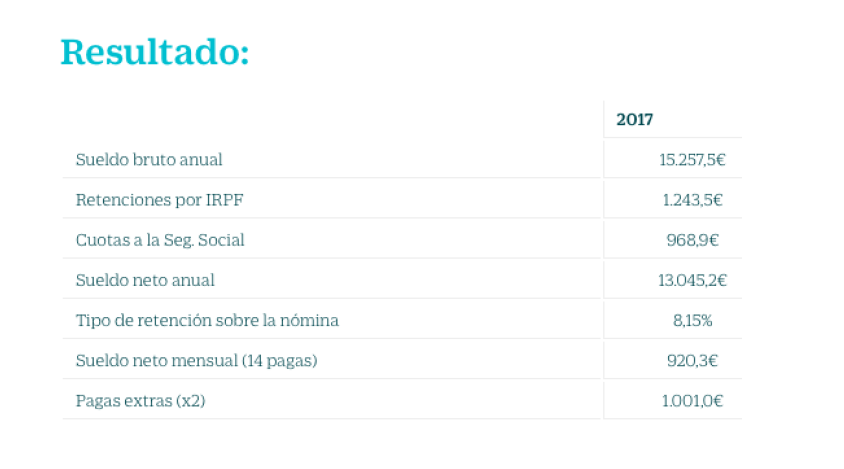 Resultado:
2017
Sueldo bruto anual 15.257,5€
Retenciones por IRPF 1.243,5€
Cuotas a la Seg. Social 968,9€
Sueldo neto anual 13.045,2€
Tipo de retención sobre la nómina 8,15%
Sueldo neto mensual (14 pagas) 920,3€
Pagas extras (x2) 1.001,0€